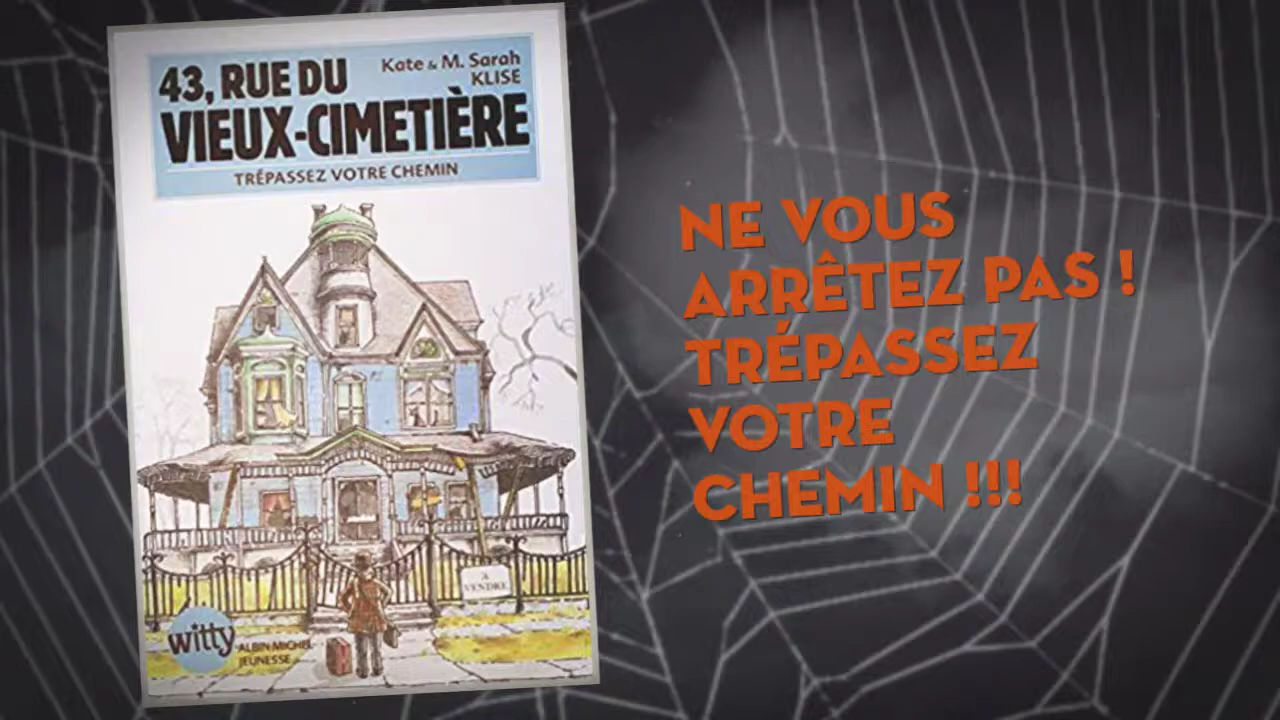 43, RUE DU
Kate & M. Sarah
KLISE
VIEUX-CIMETIÈRE
TRÉPASSEZ VOTRE CHEMIN
À
VENDRE
witty
ALBIN MICHEL
JEUNESSE
NE VOUS
ARRÊTEZ PAS !
TRÉPASSEZ
VOTRE
CHEMIN !!!